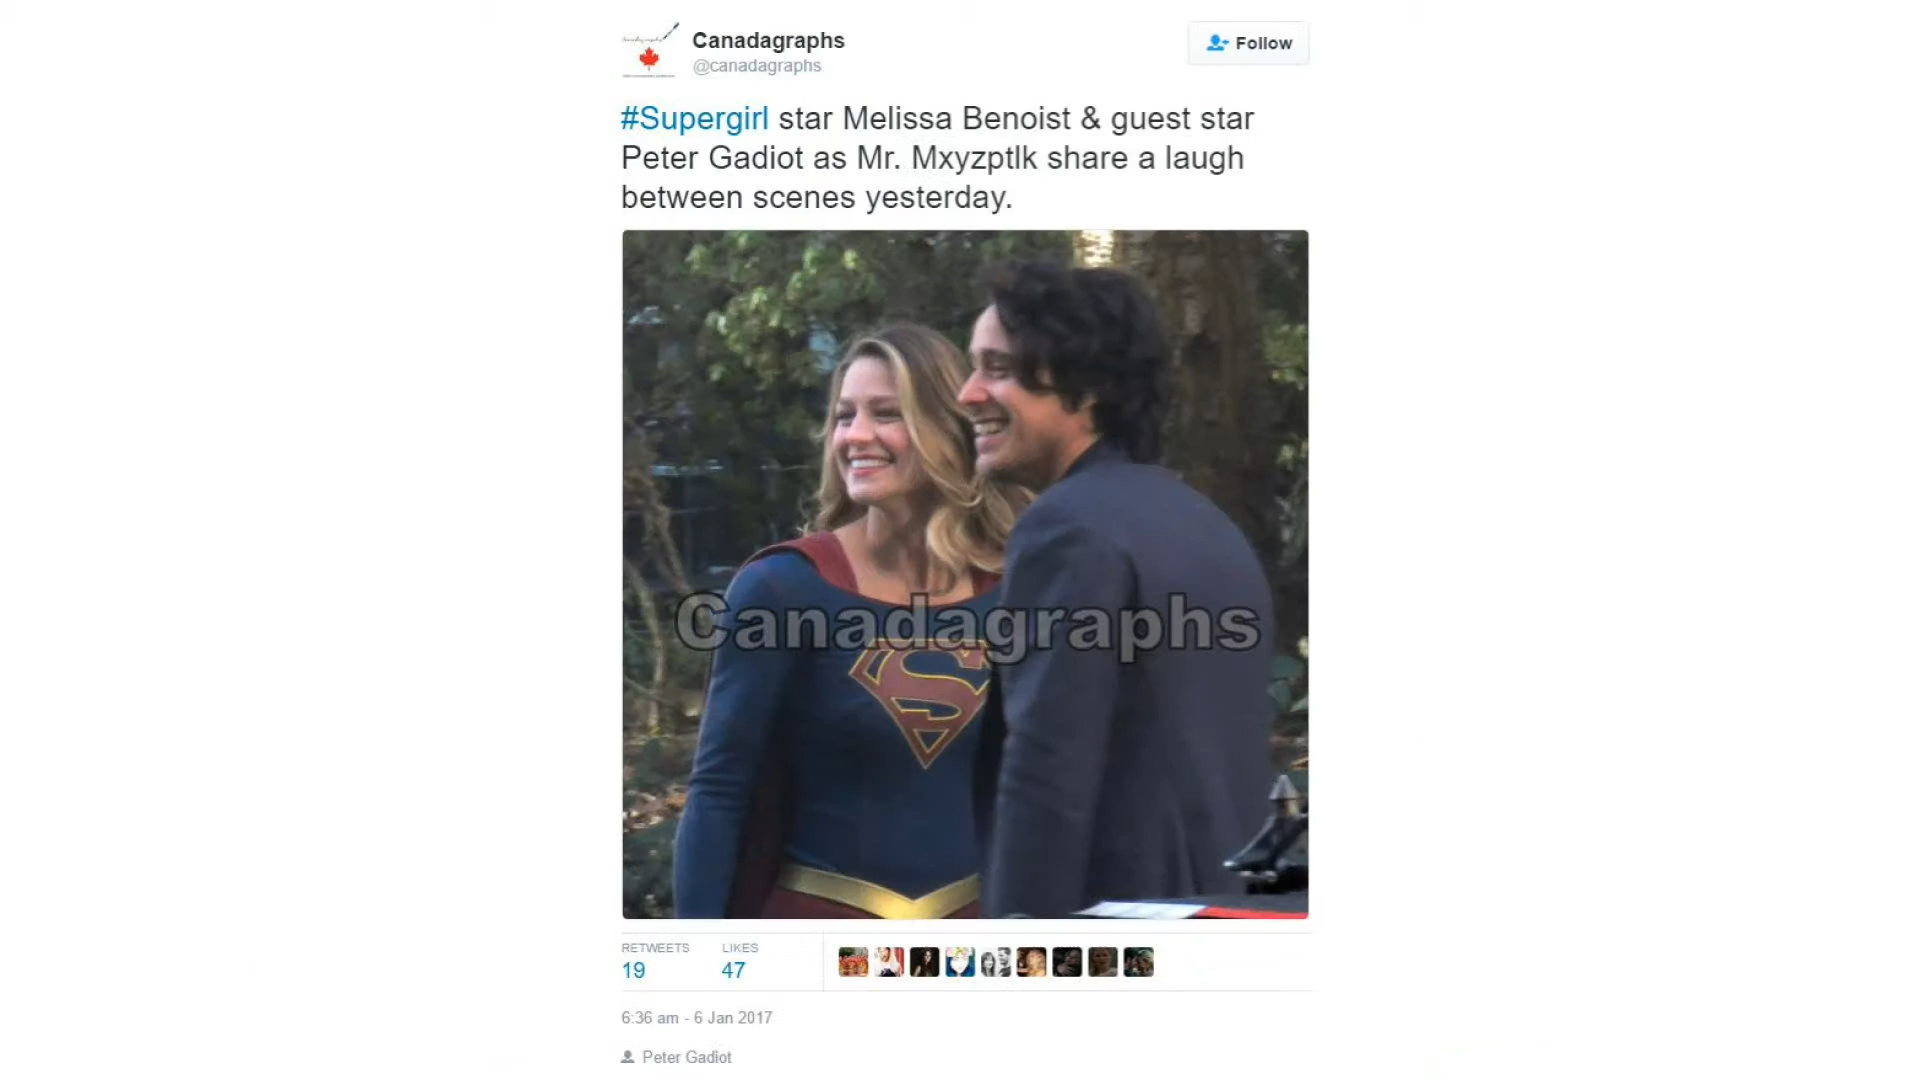 Canadagraphs
@canadagraphs
Follow
#Supergirl star Melissa Benoist & guest star
Peter Gadiot as Mr. Mxyzptlk share a laugh
between scenes yesterday.
Canadagraphs
RETWEETS
LIKES
19
47
6:36 am - 6 Jan 2017
Peter Gadiot